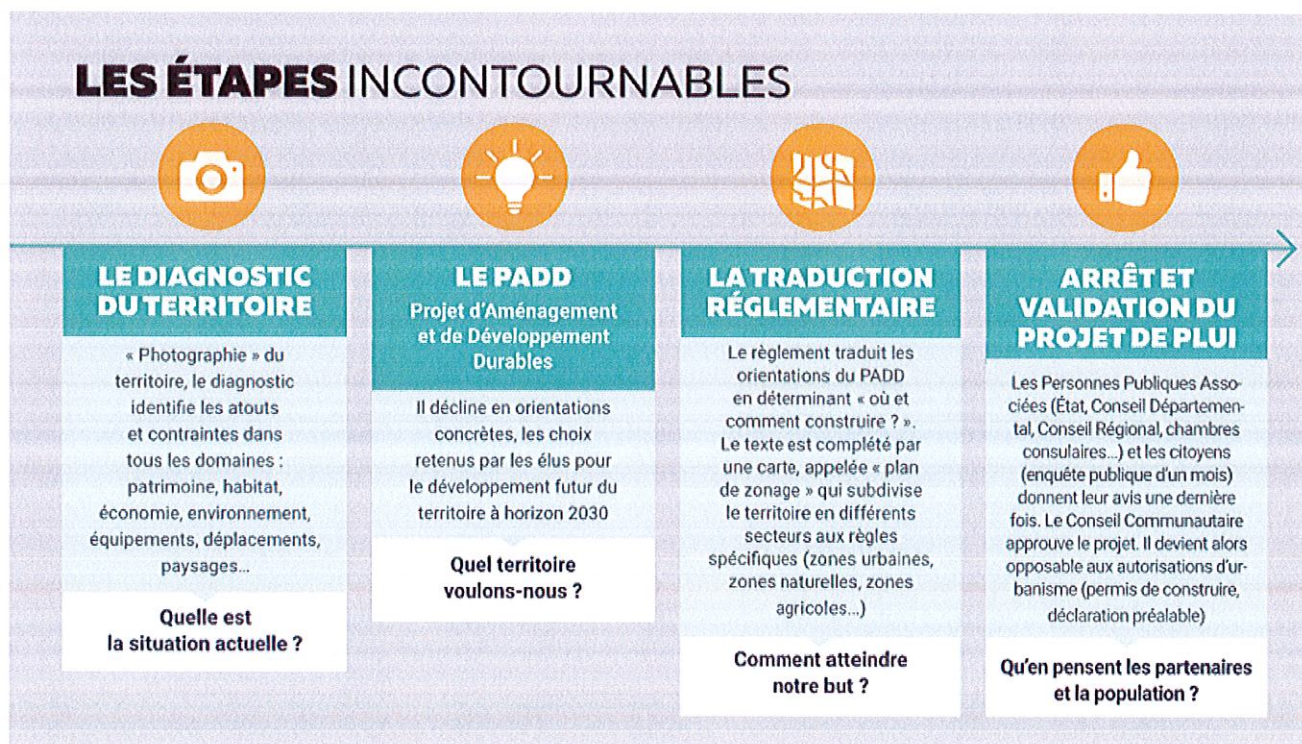 LES ÉTAPES INCONTOURNABLES
LE DIAGNOSTIC
DU TERRITOIRE
« Photographie » du
territoire, le diagnostic
identifie les atouts
et contraintes dans
tous les domaines :
patrimoine, habitat,
économie, environnement,
équipements, déplacements,
paysages...
Quelle est
la situation actuelle ?
LE PADD
Projet d'Aménagement
et de Développement
Durables
Il décline en orientations
concrètes, les choix
retenus par les élus pour
le développement futur du
territoire à horizon 2030
Quel territoire
voulons-nous ?
LA TRADUCTION
RÉGLEMENTAIRE
Le règlement traduit les
orientations du PADD
en déterminant « où et
comment construire ? ».
Le texte est complété par
une carte, appelée « plan
de zonage » qui subdivise
le territoire en différents
secteurs aux règles
spécifiques (zones urbaines,
zones naturelles, zones
agricoles...)
Comment atteindre
notre but ?
ARRÊT ET
VALIDATION DU
PROJET DE PLUI
Les Personnes Publiques Asso-
ciées (État, Conseil Départemen-
tal, Conseil Régional, chambres
consulaires...) et les citoyens
(enquête publique d'un mois)
donnent leur avis une dernière
fois. Le Conseil Communautaire
approuve le projet. Il devient alors
opposable aux autorisations d'ur-
banisme (permis de construire,
déclaration préalable)
Qu'en pensent les partenaires
et la population ?